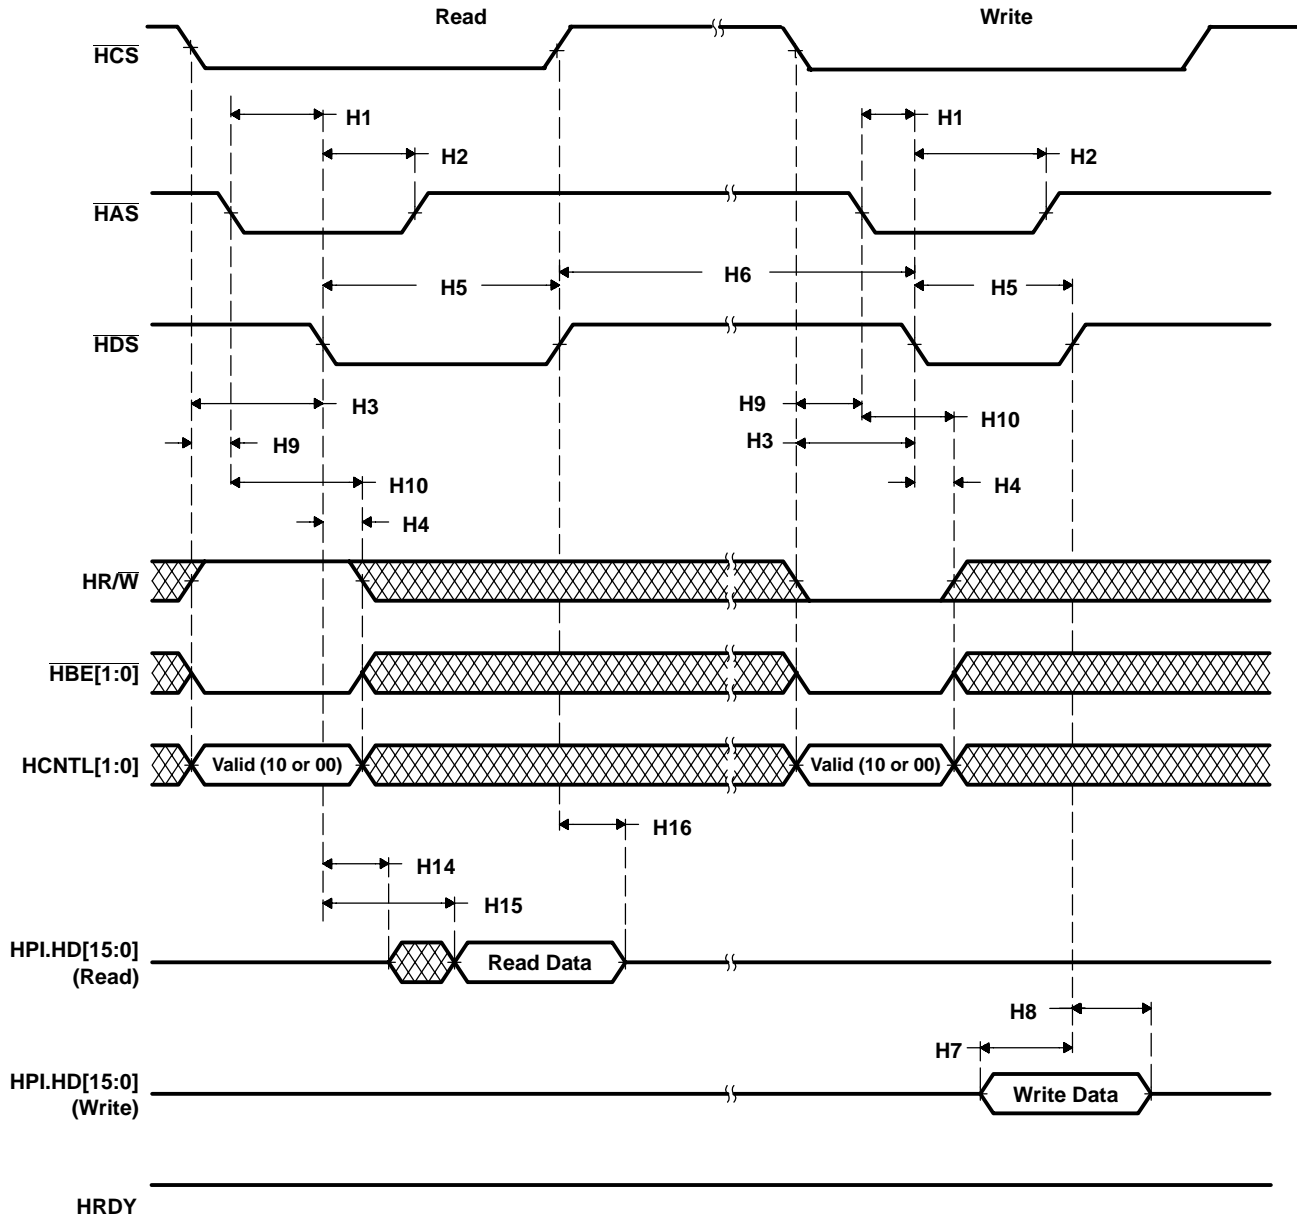 Read Write
HCS
H1 H1
H2 H2
HAS
H5 H6 H5
HDS
H3 H9
H10
H9 H3
H10 H4
H4
HR/W
HBE[1:0]
HCNTL[1:0] Valid (10 or 00) Valid (10 or 00)
H16
H14
H15
HPI.HD[15:0]
(Read) Read Data
H8
H7
HPI.HD[15:0]
(Write) Write Data
HRDY